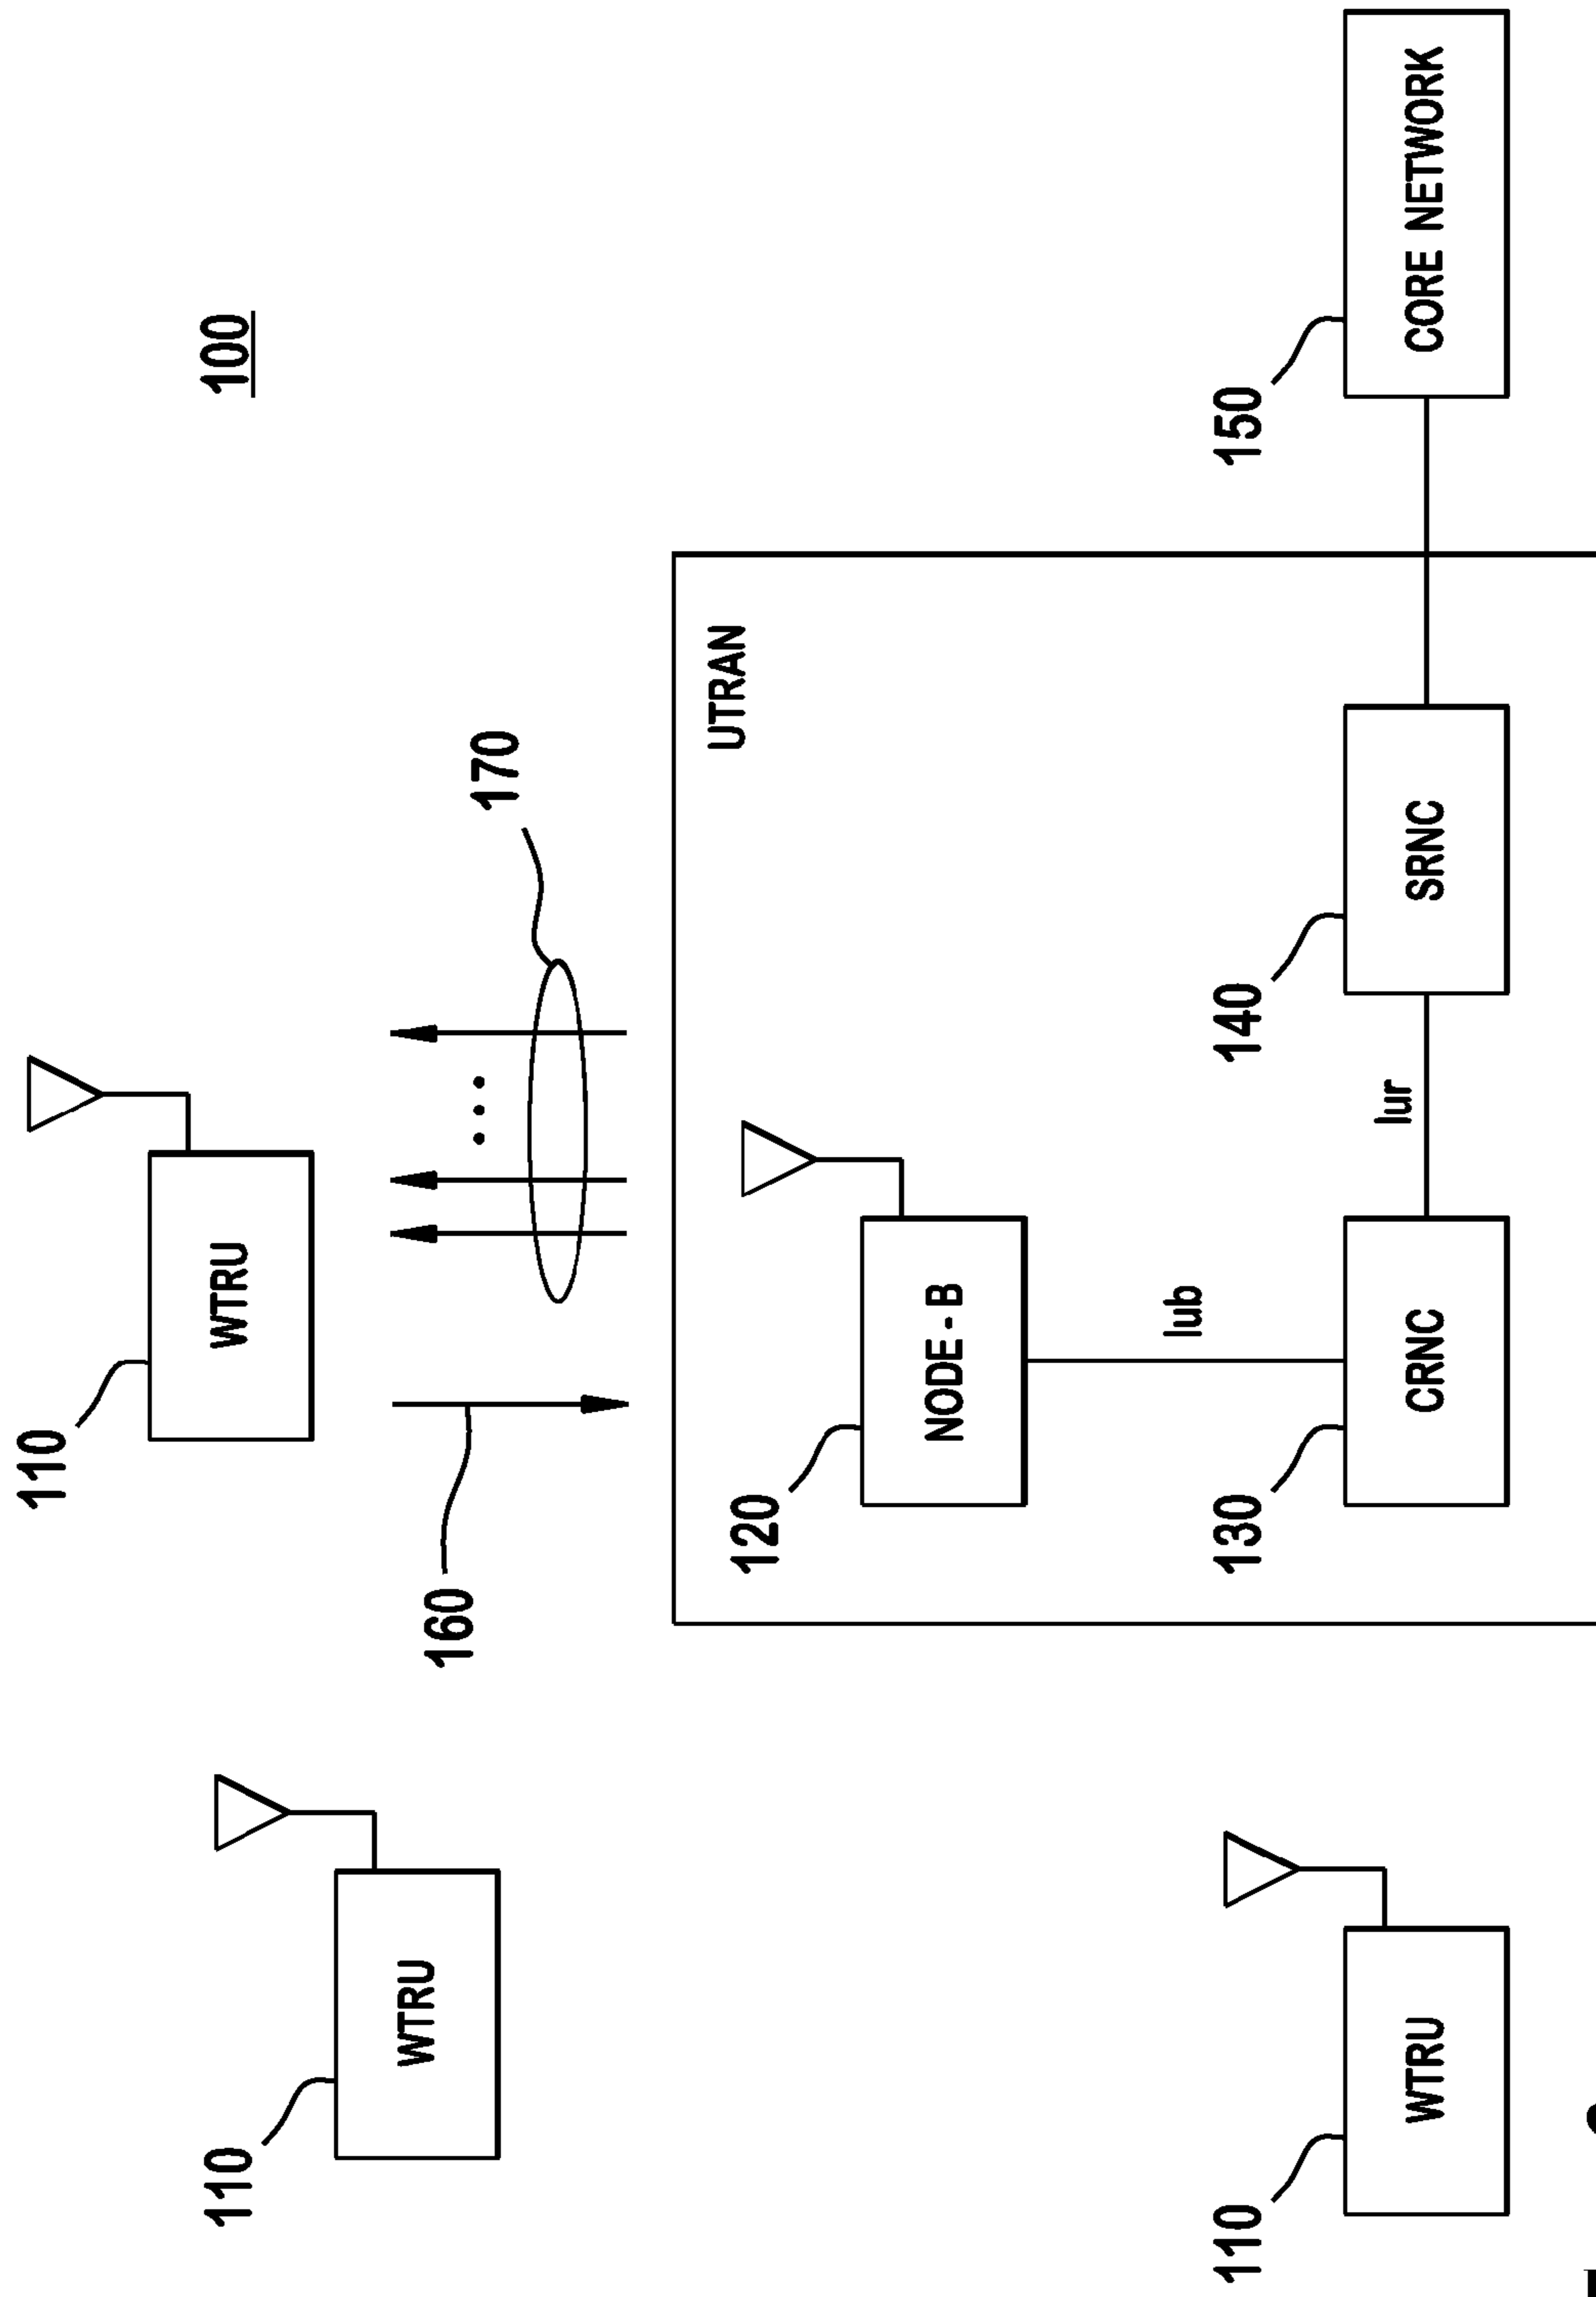 110
100
WTRU
110
WTRU
160
170
UTRAN
120
NODE - B
Iub
110
130
140
150
Iur
WTRU
CRNC
SRNC
CORE NETWORK